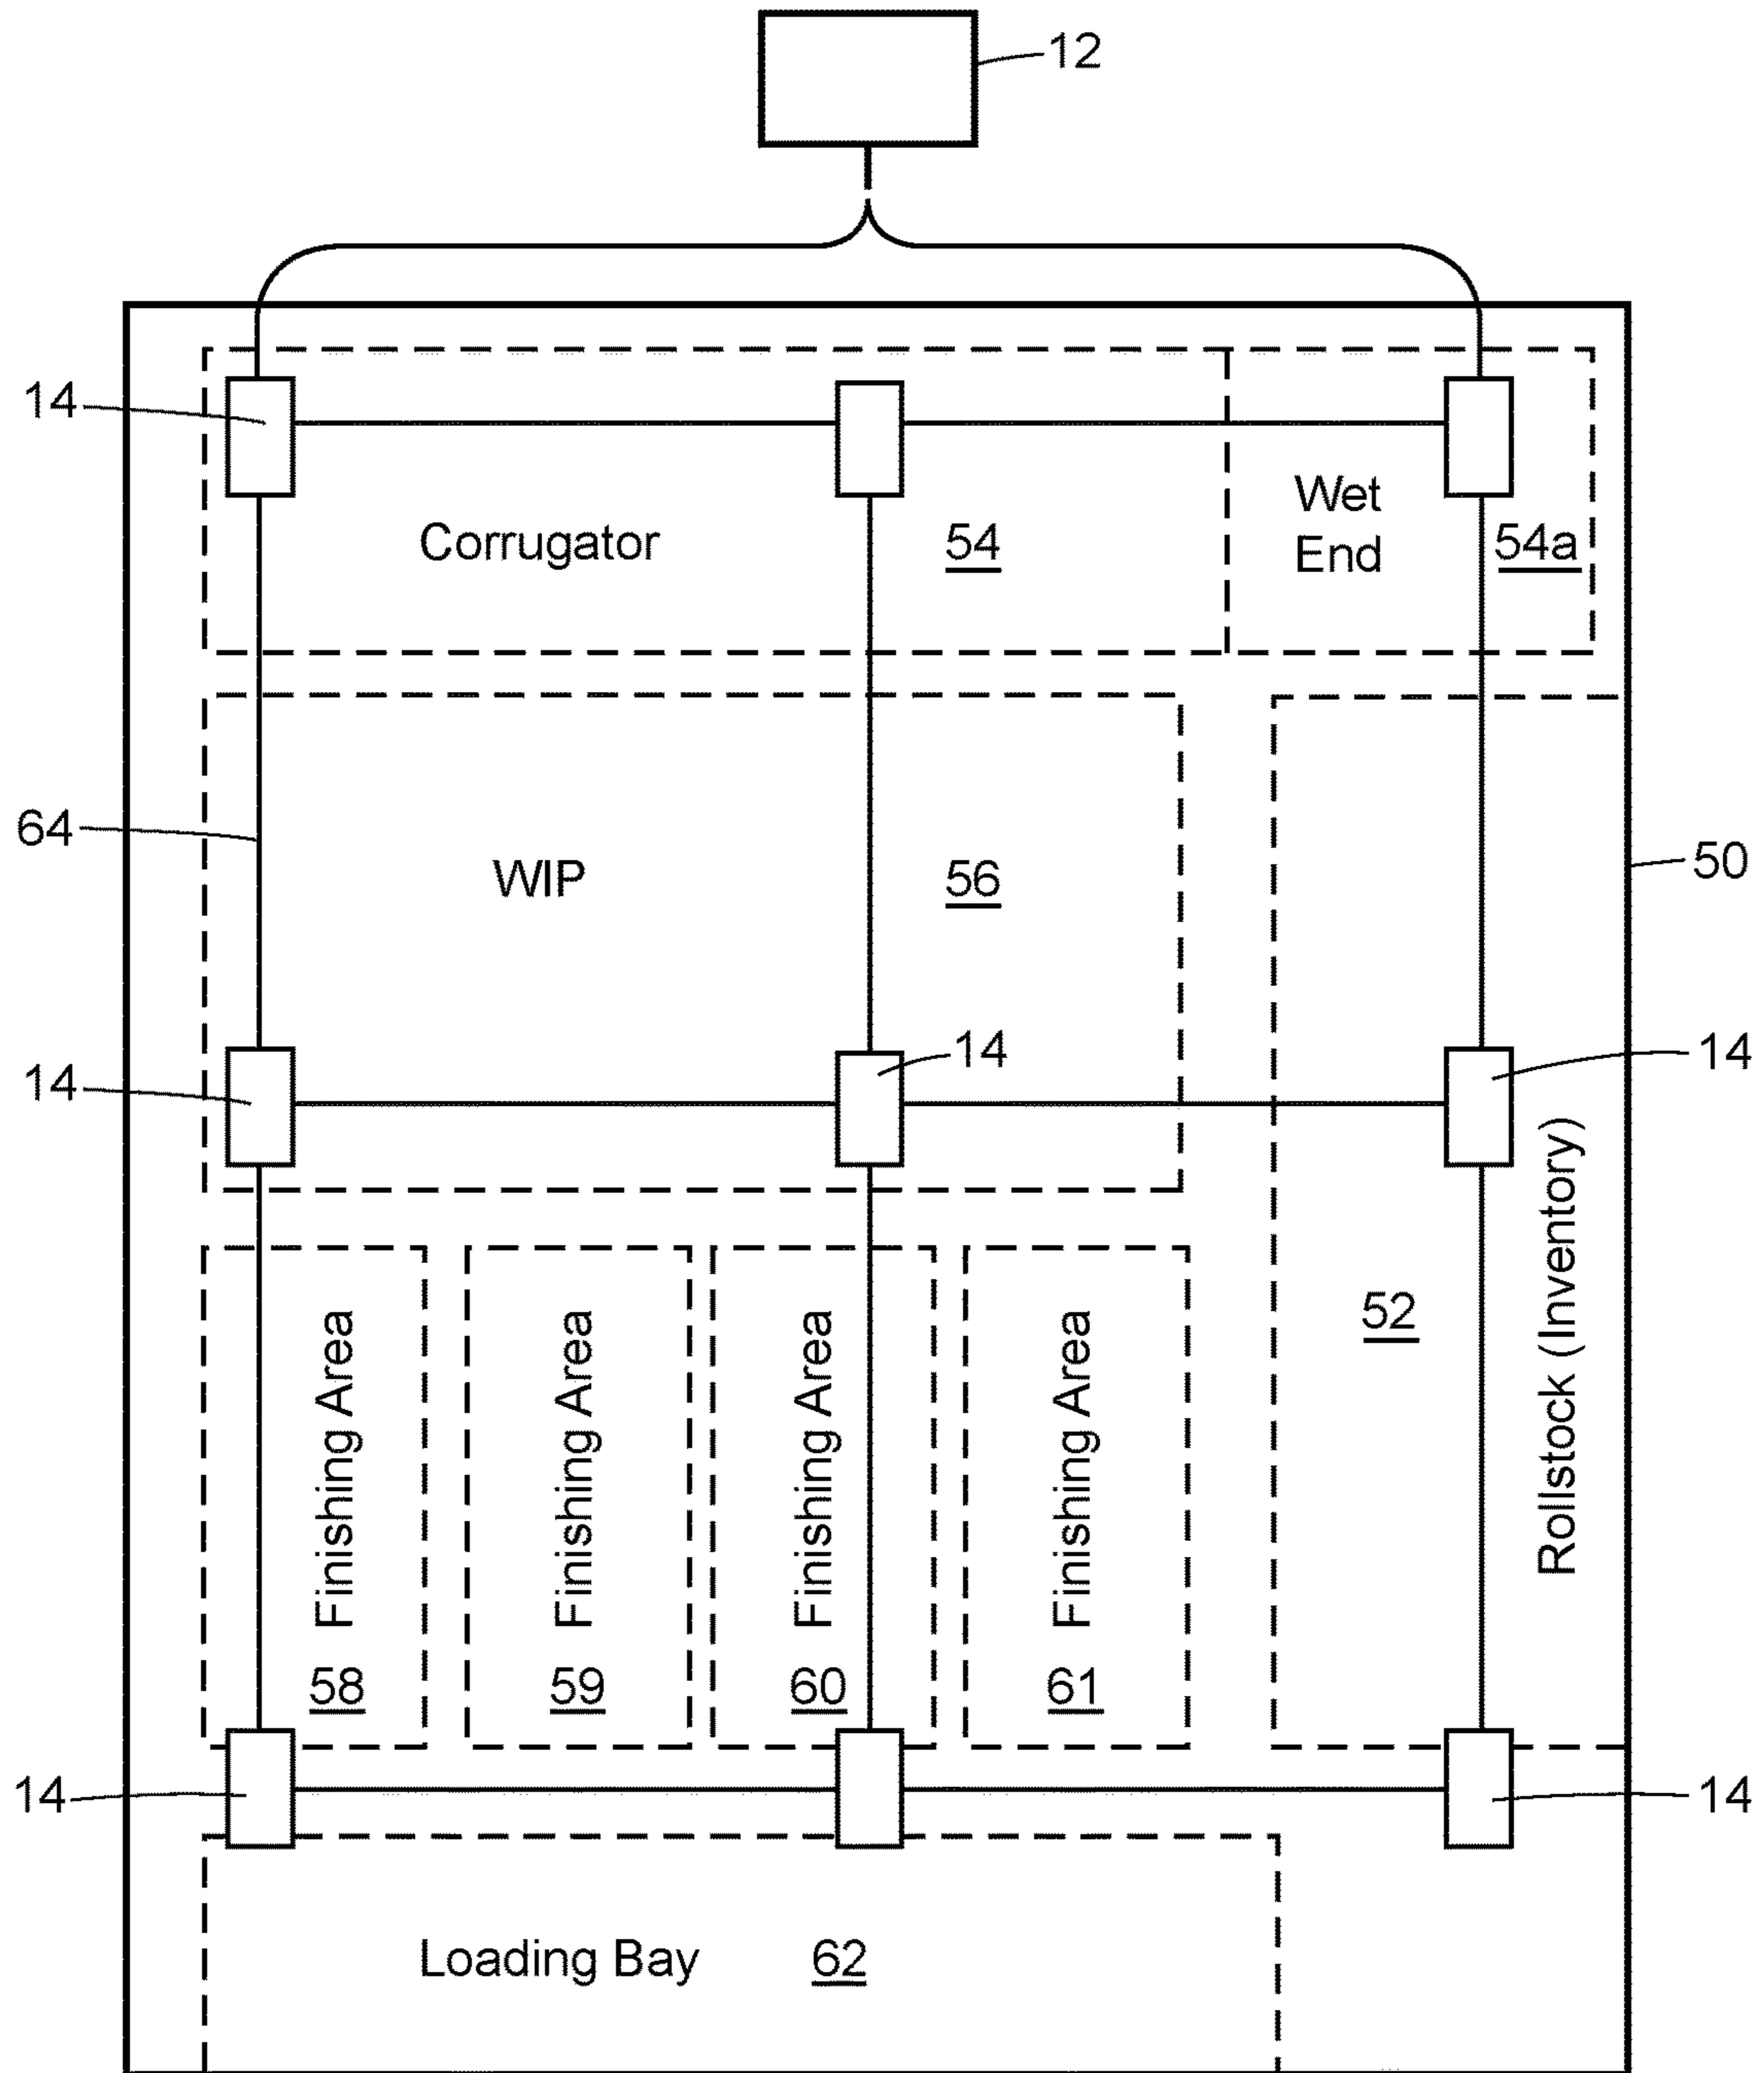 12
14
Corrugator
54
Wet
End
54a
64
WIP
56
50
14
14
14
Rollstock (Inventory)
52
Finishing Area
58
Finishing Area
59
Finishing Area
60
Finishing Area
61
14
14
Loading Bay
62